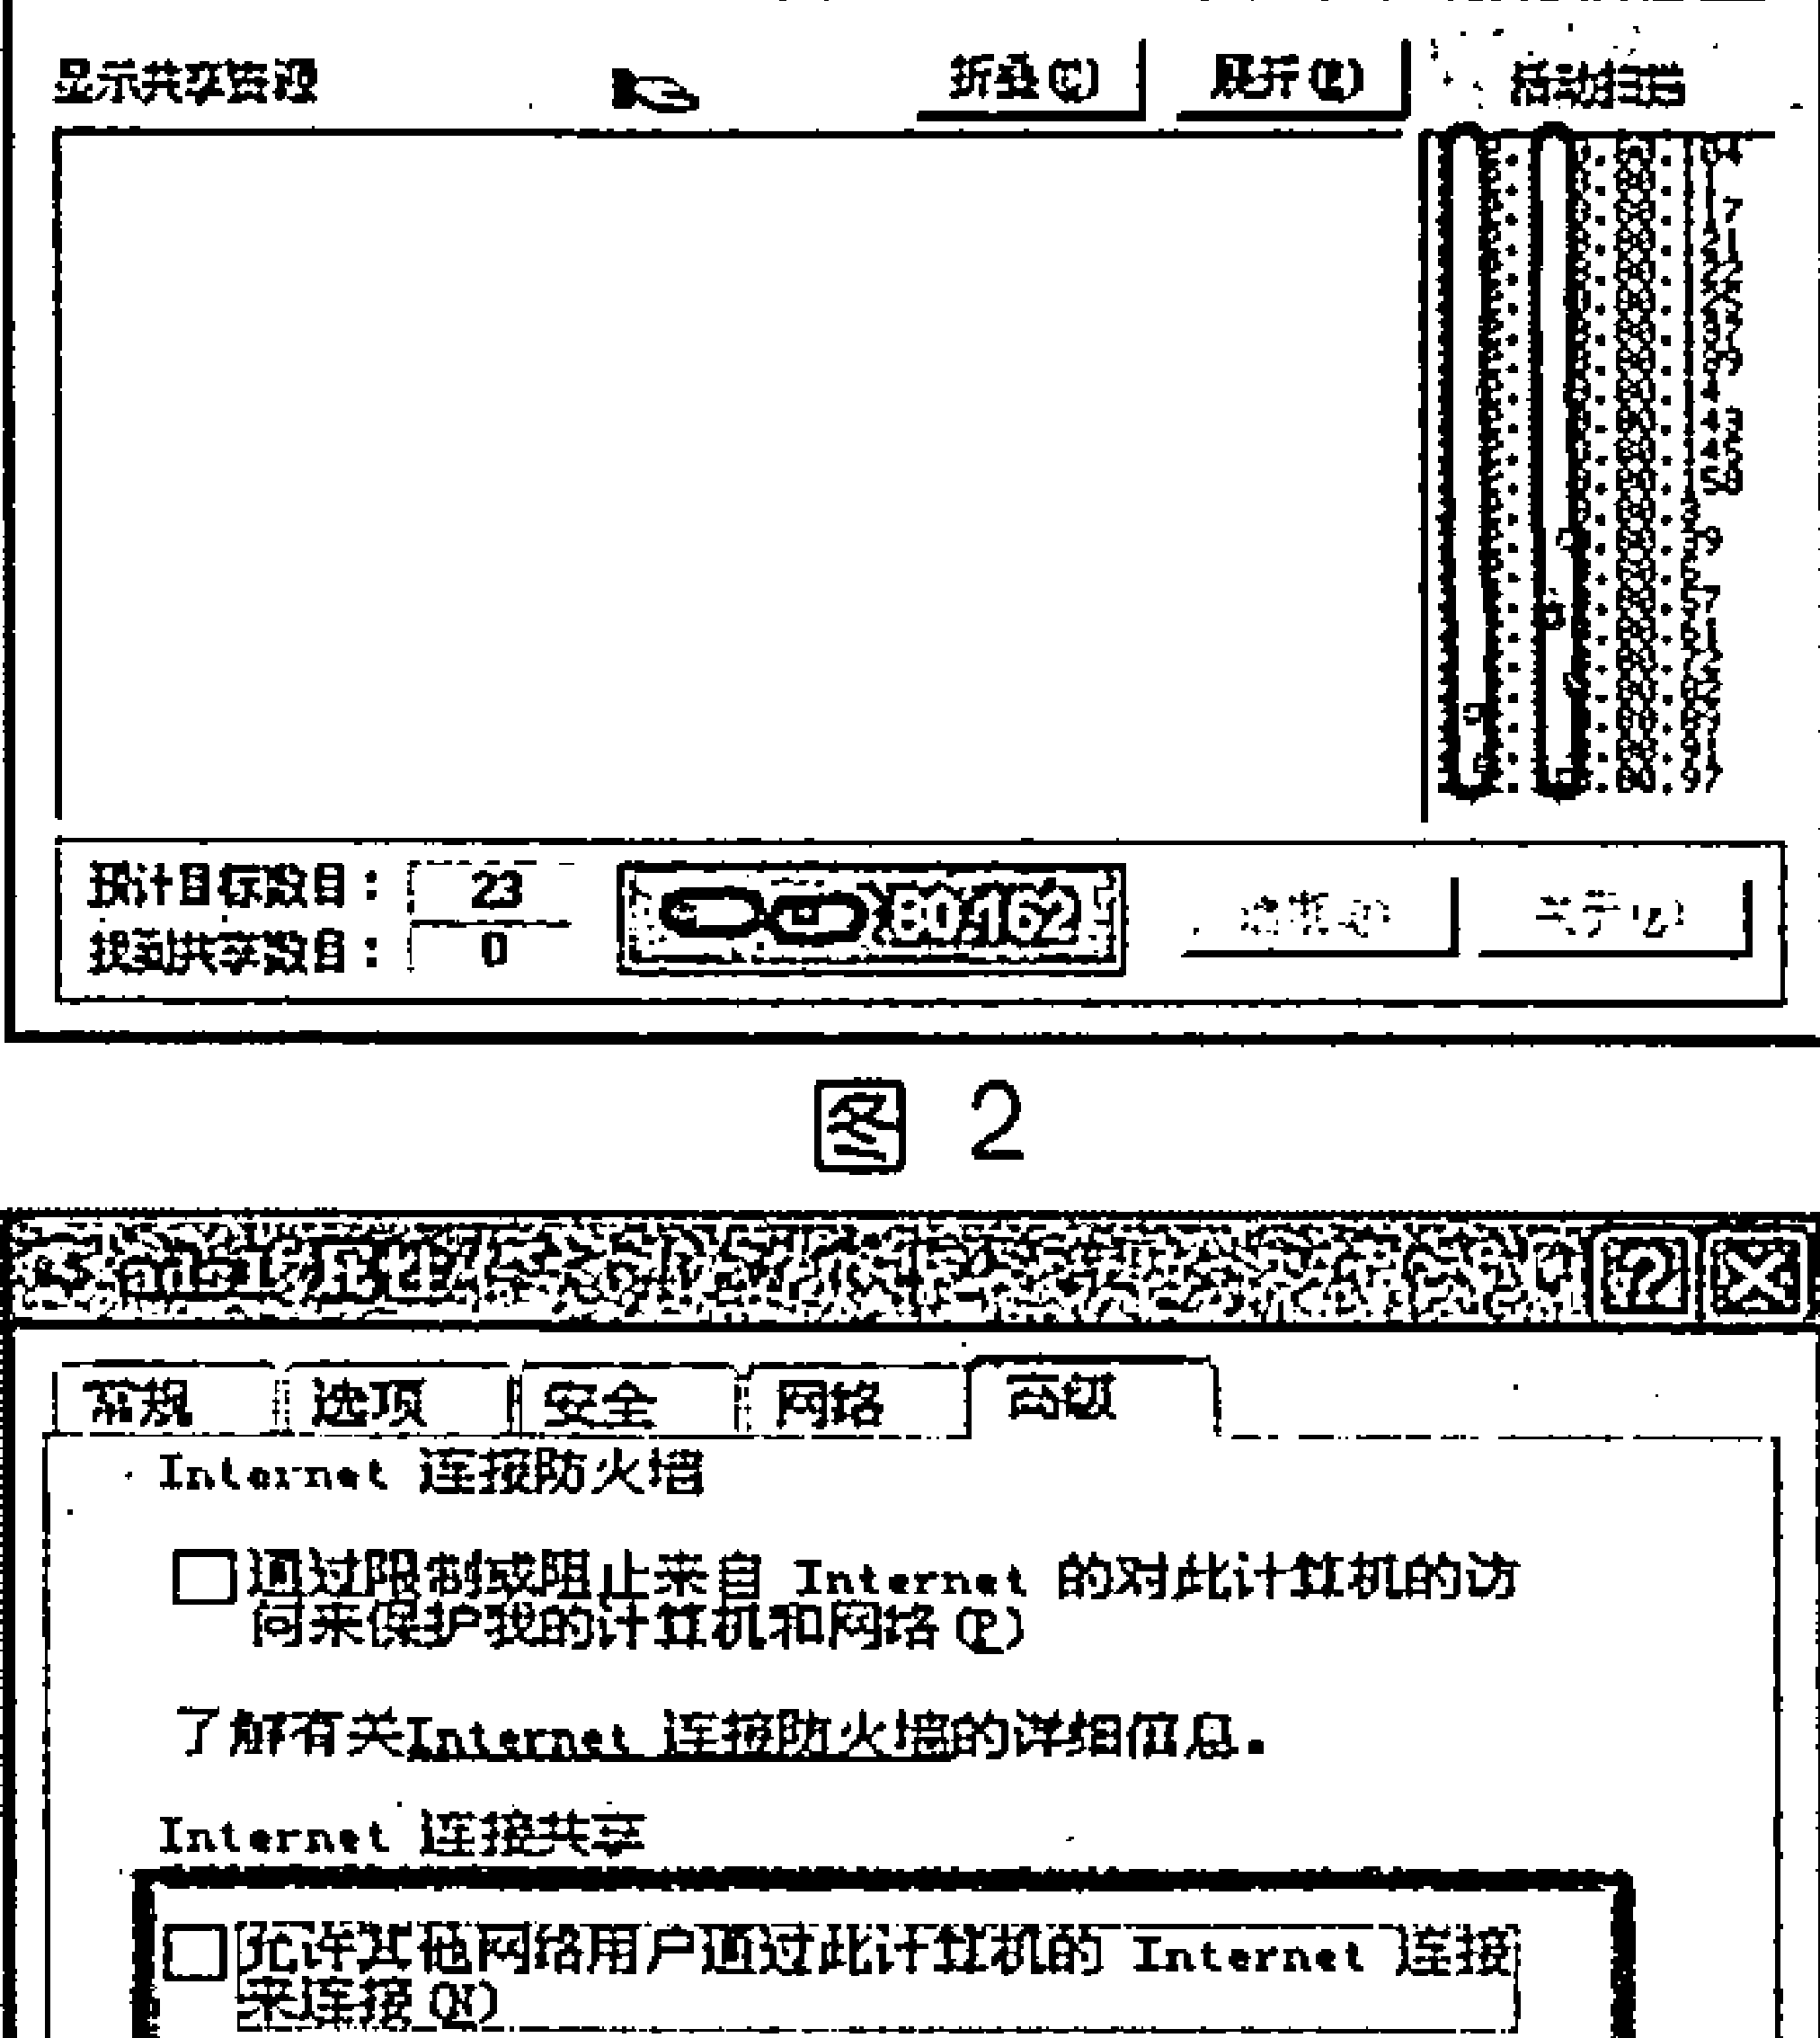 显示共享资源
折叠(C)
展开(E)
活动扫描
预计目标数目：
23
找到共享数目：
0
80.162
关于
图 2
adsl 属性
常规
选项
安全
网络
高级
Internet 连接防火墙
通过限制或阻止来自 Internet 的对此计算机的访
问来保护我的计算机和网络(P)
了解有关Internet 连接防火墙的详细信息.
Internet 连接共享
允许其他网络用户通过此计算机的 Internet 连接
来连接(N)